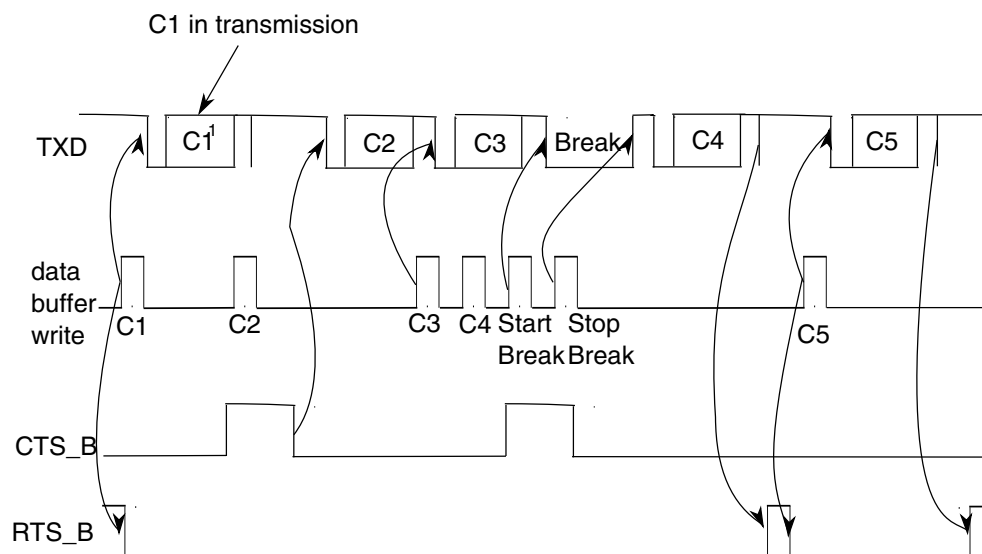 C1 in transmission
TXD
C1
1
C2
C3
Break
C4
C5
data
buffer
write
C1
C2
C3
C4
Start
Break
Stop
Break
C5
CTS_B
RTS_B